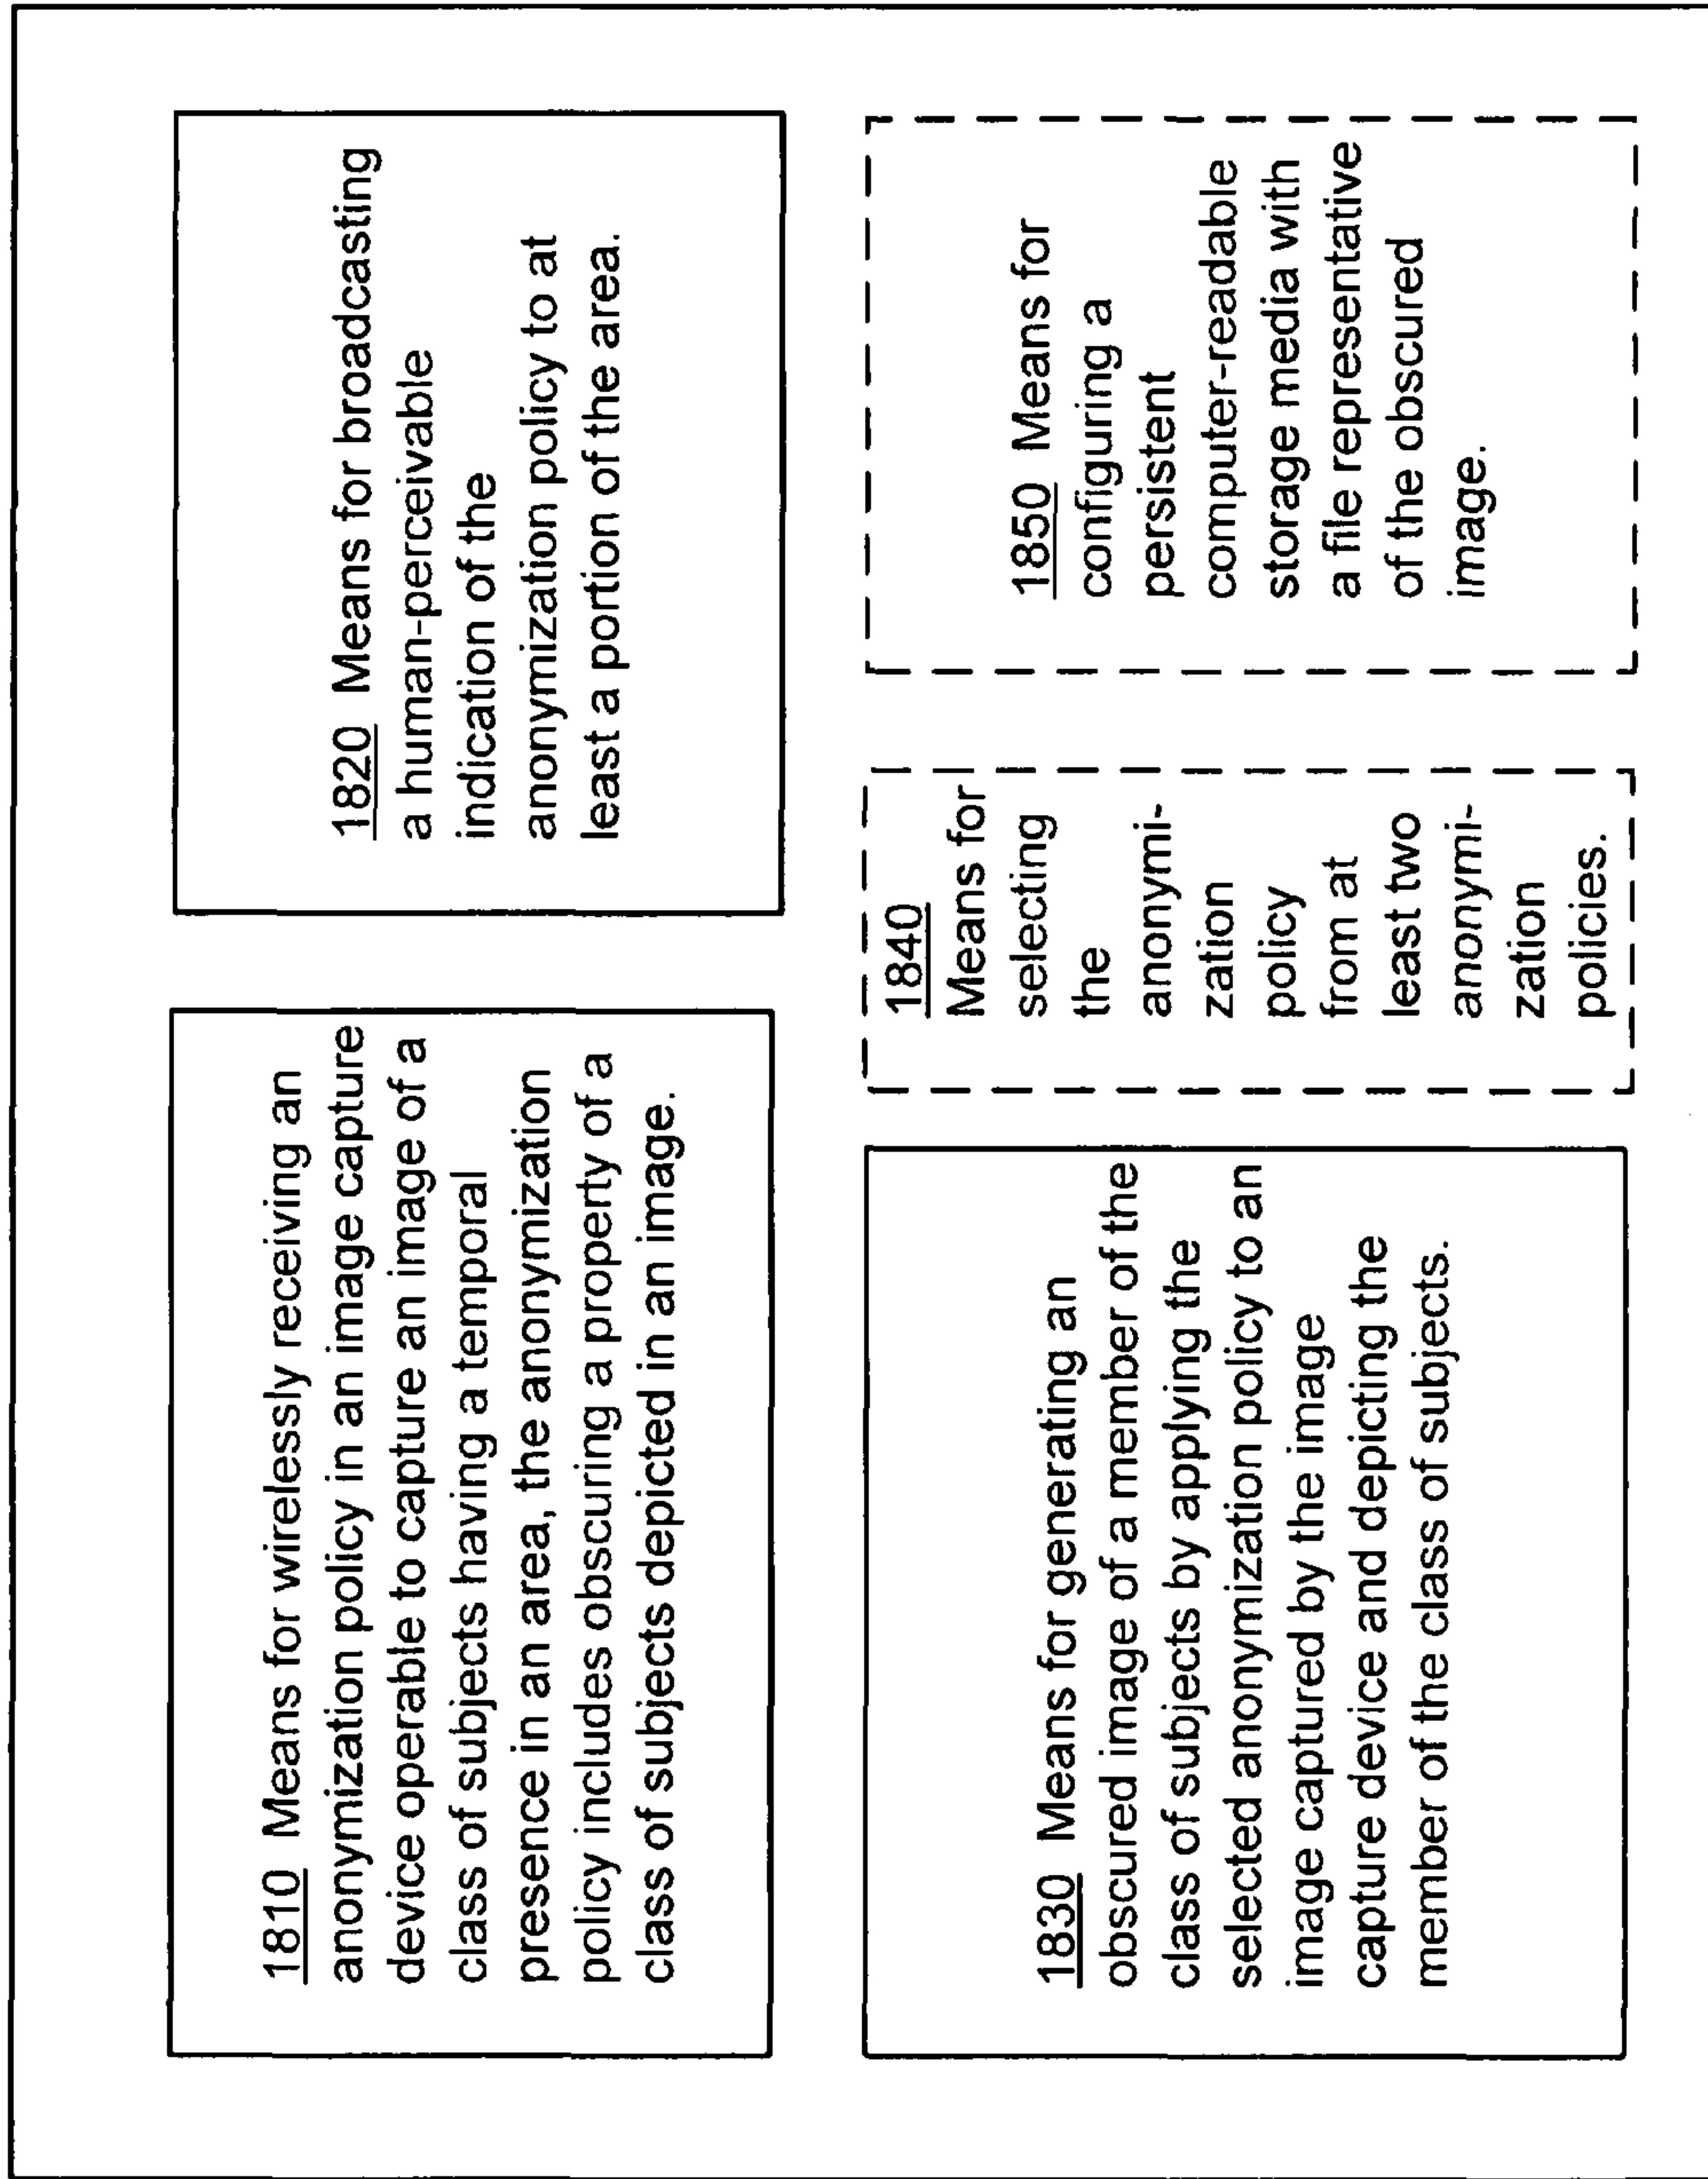 1810 Means for wirelessly receiving an
anonymization policy in an image capture
device operable to capture an image of a
class of subjects having a temporal
presence in an area, the anonymization
policy includes obscuring a property of a
class of subjects depicted in an image.
1820 Means for broadcasting
a human-perceivable
indication of the
anonymization policy to at
least a portion of the area.
1830 Means for generating an
obscured image of a member of the
class of subjects by applying the
selected anonymization policy to an
image captured by the image
capture device and depicting the
member of the class of subjects.
1840
Means for
selecting
the
anonymi-
zation
policy
from at
least two
anonymi-
zation
policies.
1850 Means for
configuring a
persistent
computer-readable
storage media with
a file representative
of the obscured
image.